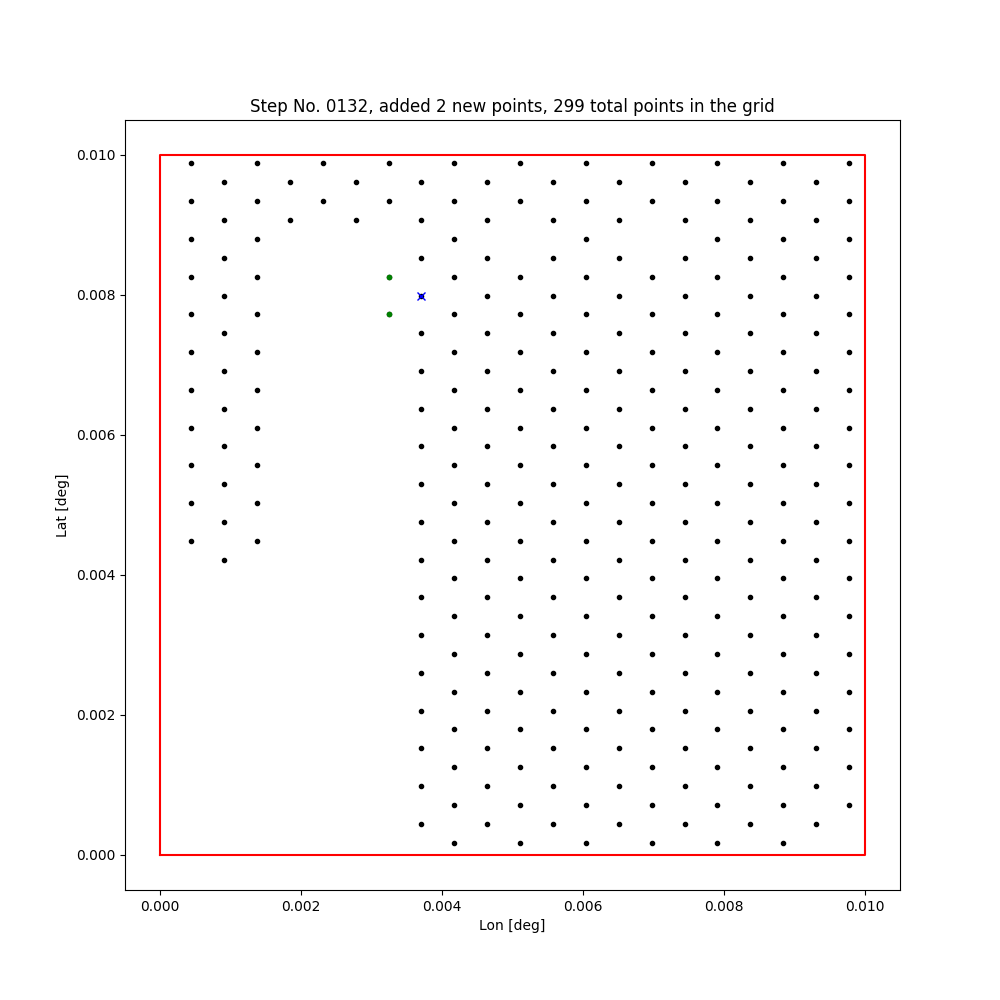 Step No. 0132, added 2 new points, 299 total points in the grid
0.010
0.008
0.006
0.004
0.002
0.000
Lat [deg]
0.000 0.002 0.004 0.006 0.008 0.010
Lon [deg]